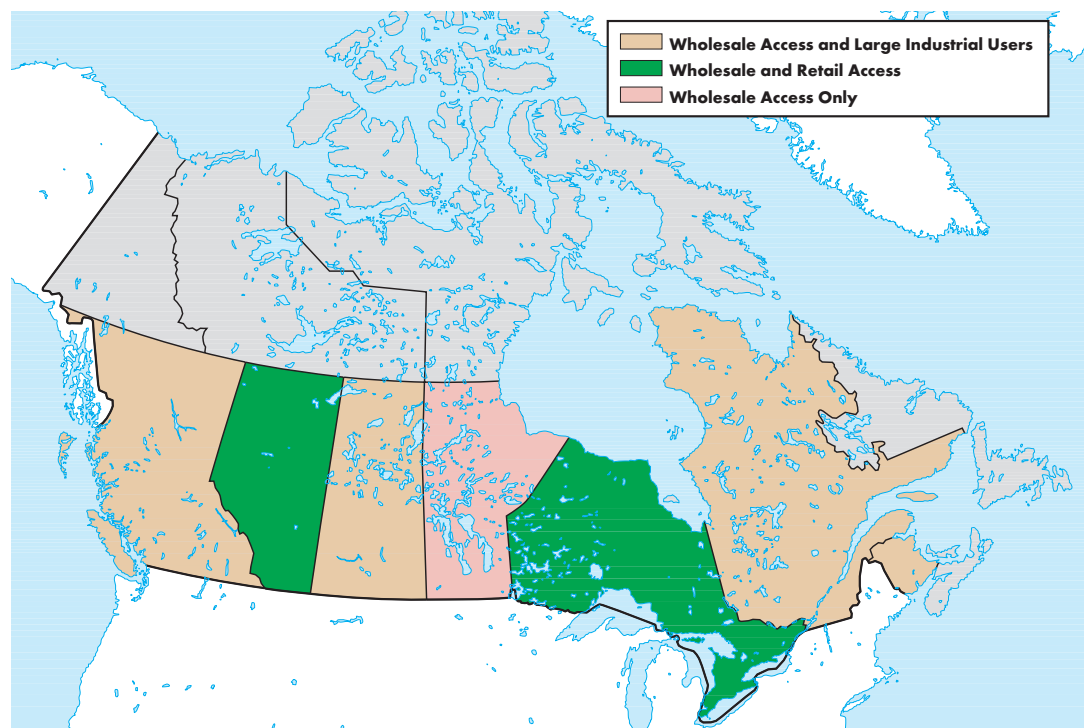 Wholesale Access and Large Industrial Users
Wholesale and Retail Access
Wholesale Access Only